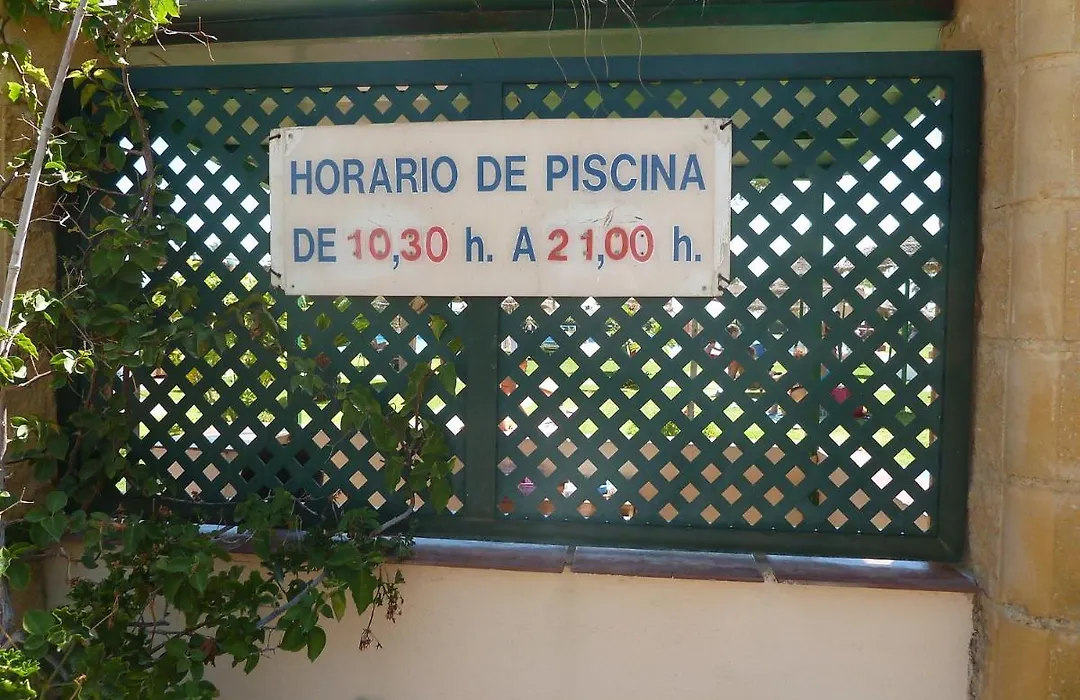 HORARIO DE PISCINA
DE 10,30 h. A 21,00 h.